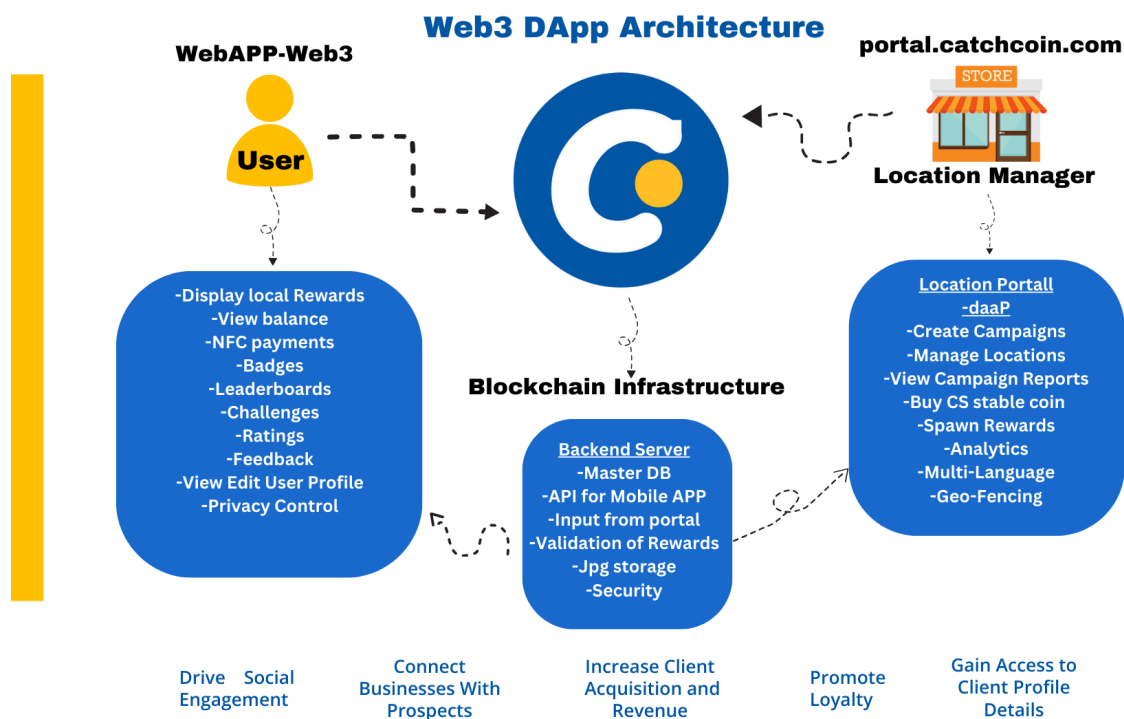 Web3 DApp Architecture
WebAPP-Web3
User
portal.catchcoin.com
STORE
Location Manager
-Display local Rewards
-View balance
-NFC payments
-Badges
-Leaderboards
-Challenges
-Ratings
-Feedback
-View Edit User Profile
-Privacy Control
Blockchain Infrastructure
Backend Server
-Master DB
-API for Mobile APP
-Input from portal
-Validation of Rewards
-Jpg storage
-Security
Location Portall
-daaP
-Create Campaigns
-Manage Locations
-View Campaign Reports
-Buy CS stable coin
-Spawn Rewards
-Analytics
-Multi-Language
-Geo-Fencing
Drive Social
Engagement
Connect
Businesses With
Prospects
Increase Client
Acquisition and
Revenue
Promote
Loyalty
Gain Access to
Client Profile
Details